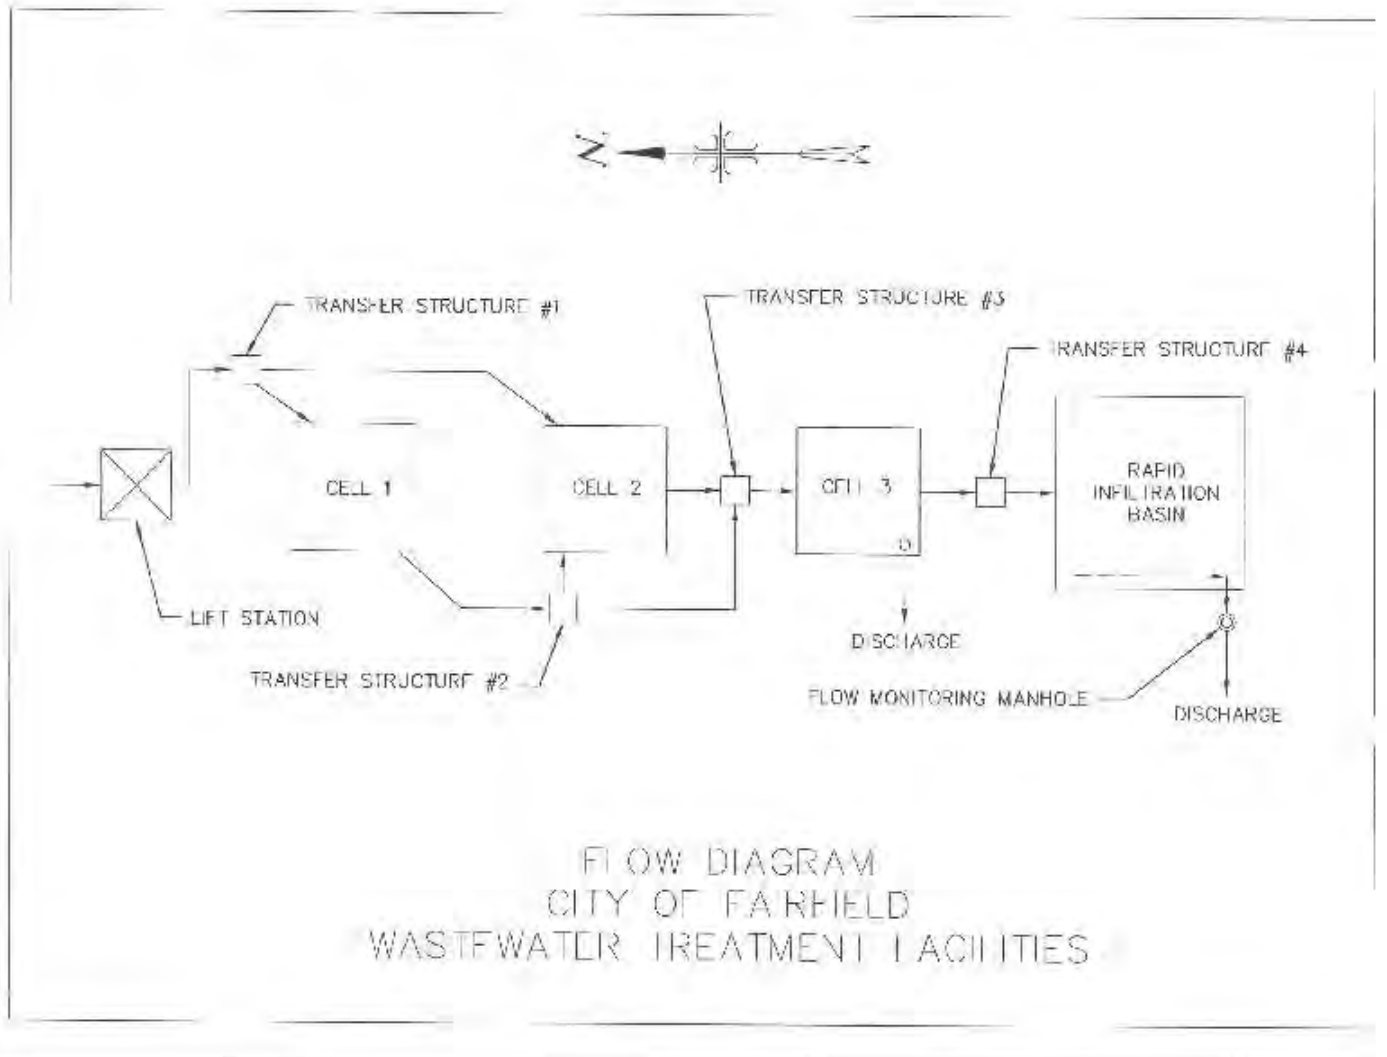 N
TRANSFER STRUCTURE #1
TRANSFER STRUCTURE #3
TRANSFER STRUCTURE #4
CELL 1
CELL 2
CELL 3
RAPID
INFILTRATION
BASIN
LIFT STATION
DISCHARGE
TRANSFER STRUCTURE #2
FLOW MONITORING MANHOLE
DISCHARGE
FLOW DIAGRAM
CITY OF FAIRFIELD
WASTEWATER TREATMENT FACILITIES